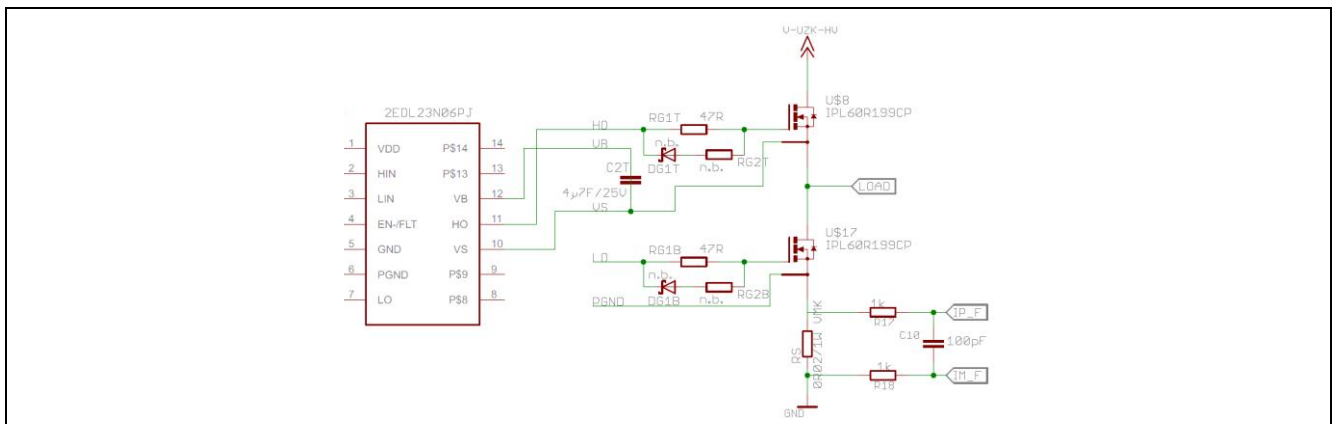 V-UZK-HV
2EDL23N06PJ
1 VDD P$14 14
2 HIN P$13 13
3 LIN VB 12
4 EN-/FLT HO 11
5 GND VS 10
6 PGND P$9 9
7 LO P$8 8
HO
VB
VS
RG1T 47R
n.b.
DG1T
n.b.
RG2T
C2T
4µ7F/25V
U$8
IPL60R199CP
LOAD
LO
PGND
RG1B 47R
n.b.
DG1B
n.b.
RG2B
U$17
IPL60R199CP
VMK
RS
0R02/1W
1k
R17
IP_F
C10
100pF
1k
R18
IM_F
GND